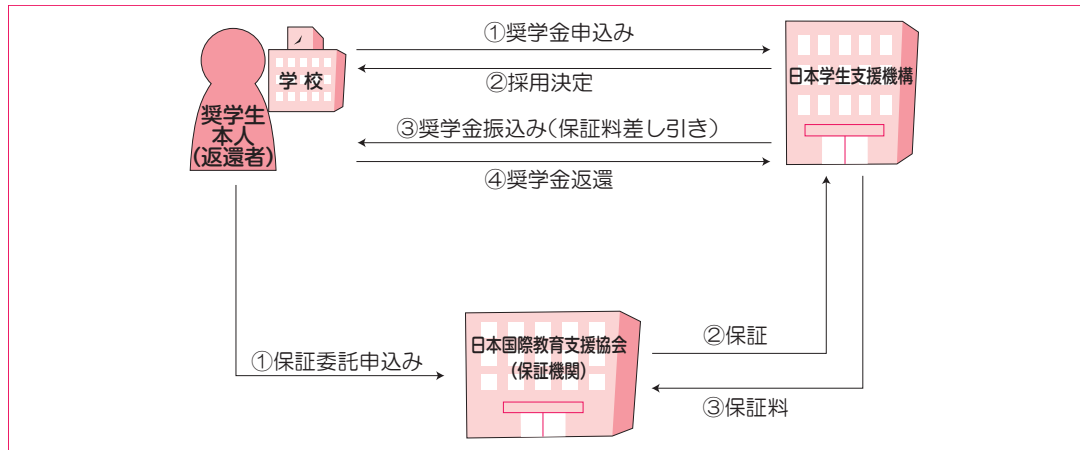 ①奨学金申込み
学校
②採用決定
日本学生支援機構
奨学生
本人
(返還者)
③奨学金振込み(保証料差し引き)
④奨学金返還
日本国際教育支援協会
(保証機関)
①保証委託申込み
②保証
③保証料